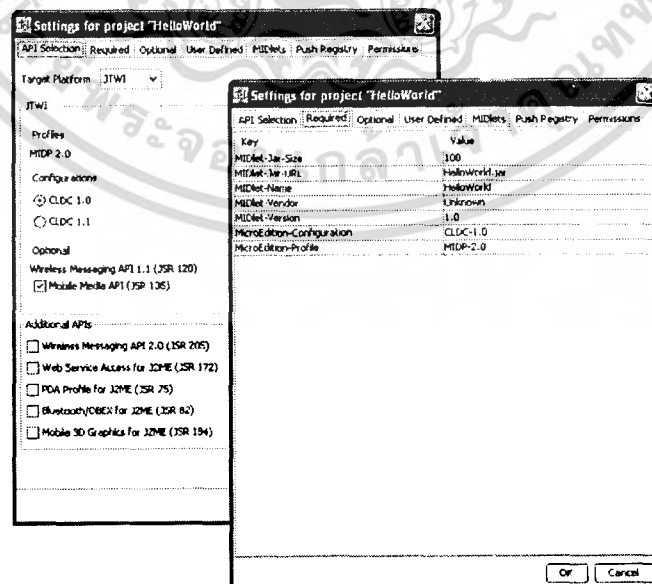 Settings for project "HelloWorld"
API Selection Required Optional User Defined MIDlets Push Registry Permissions
Target Platform JTWI
JTWI
Profiles
MIDP 2.0
Configurations
CLDC 1.0
CLDC 1.1
Optional
Wireless Messaging API 1.1 (JSR 120)
Mobile Media API (JSR 135)
Additional APIs
Wireless Messaging API 2.0 (JSR 205)
Web Service Access for J2ME (JSR 172)
PDA Profile for J2ME (JSR 75)
Bluetooth/OBEX for J2ME (JSR 82)
Mobile 3D Graphics for J2ME (JSR 184)
Settings for project "HelloWorld"
API Selection Required Optional User Defined MIDlets Push Registry Permissions
Key Value
MIDlet-Jar-Size 100
MIDlet-Jar-URL HelloWorld.jar
MIDlet-Name HelloWorld
MIDlet-Vendor Unknown
MIDlet-Version 1.0
MicroEdition-Configuration CLDC-1.0
MicroEdition-Profile MIDP-2.0
OK Cancel